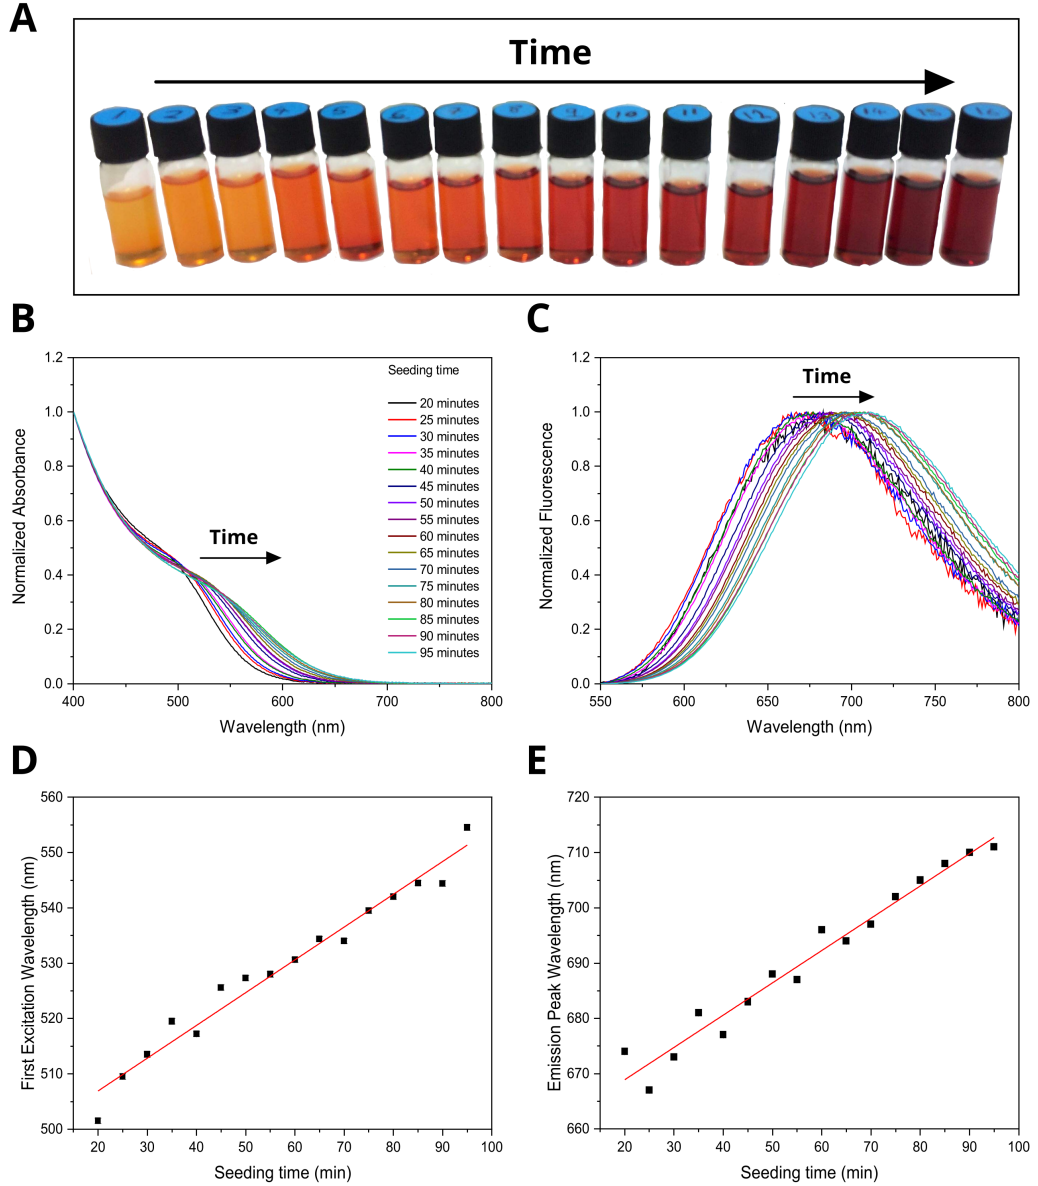 A
Time
1 2 3 4 5 6 7 8 9 10 11 12 13 14 15 16
B
C
1.2
1.0
0.8
0.6
0.4
0.2
0.0
Normalized Absorbance
400 500 600 700 800
Wavelength (nm)
Time
Seeding time
20 minutes
25 minutes
30 minutes
35 minutes
40 minutes
45 minutes
50 minutes
55 minutes
60 minutes
65 minutes
70 minutes
75 minutes
80 minutes
85 minutes
90 minutes
95 minutes
1.2
1.0
0.8
0.6
0.4
0.2
0.0
Normalized Fluorescence
Time
550 600 650 700 750 800
Wavelength (nm)
D
E
560
550
540
530
520
510
500
First Excitation Wavelength (nm)
20 30 40 50 60 70 80 90 100
Seeding time (min)
720
710
700
690
680
670
660
Emission Peak Wavelength (nm)
20 30 40 50 60 70 80 90 100
Seeding time (min)